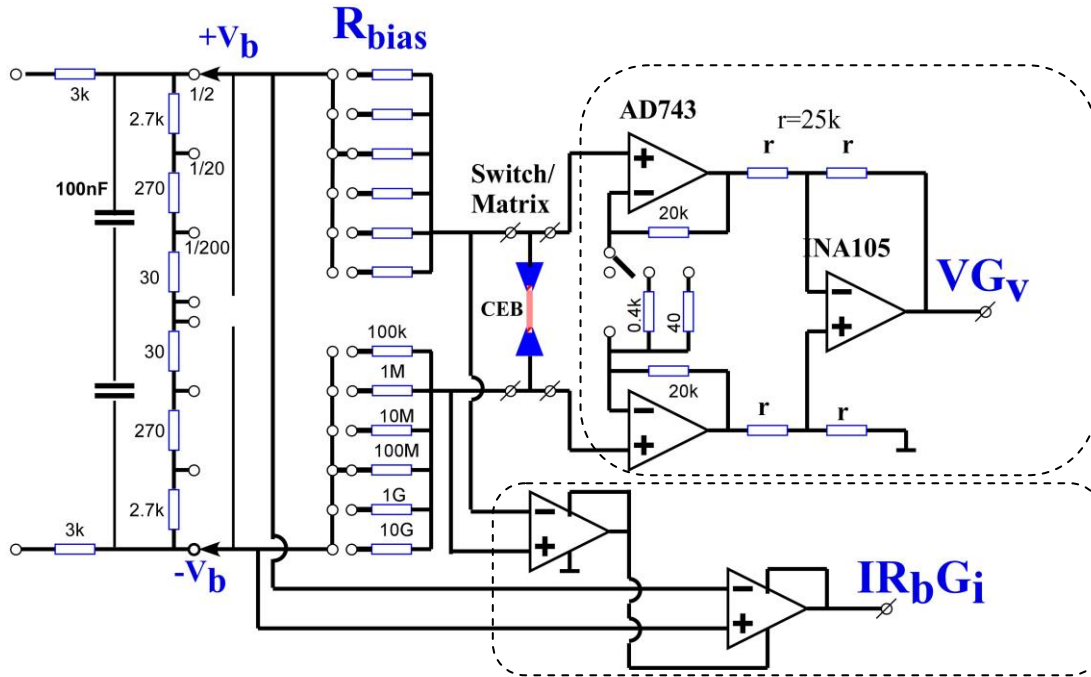 +Vb
Rbias
3k
1/2
2.7k
1/20
100nF
270
1/200
30
30
270
2.7k
3k
-Vb
100k
1M
10M
100M
1G
10G
Switch/
Matrix
CEB
AD743
r=25k
r
r
+
−
20k
INA105
0.4k
40
−
+
VGv
20k
r
r
−
+
−
+
−
+
IRbGi